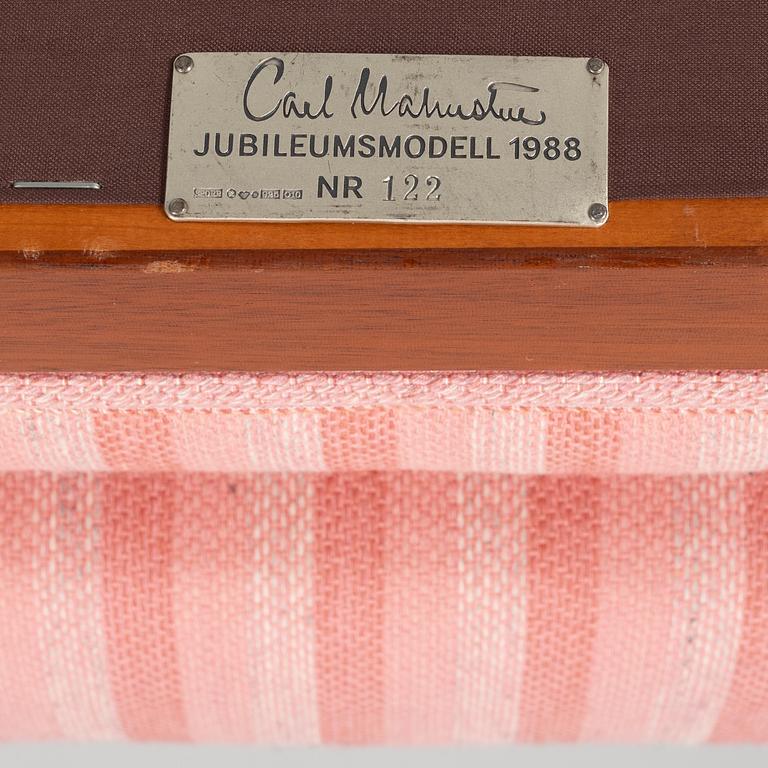 Carl Malmsten
JUBILEUMSMODELL 1988
NR 122